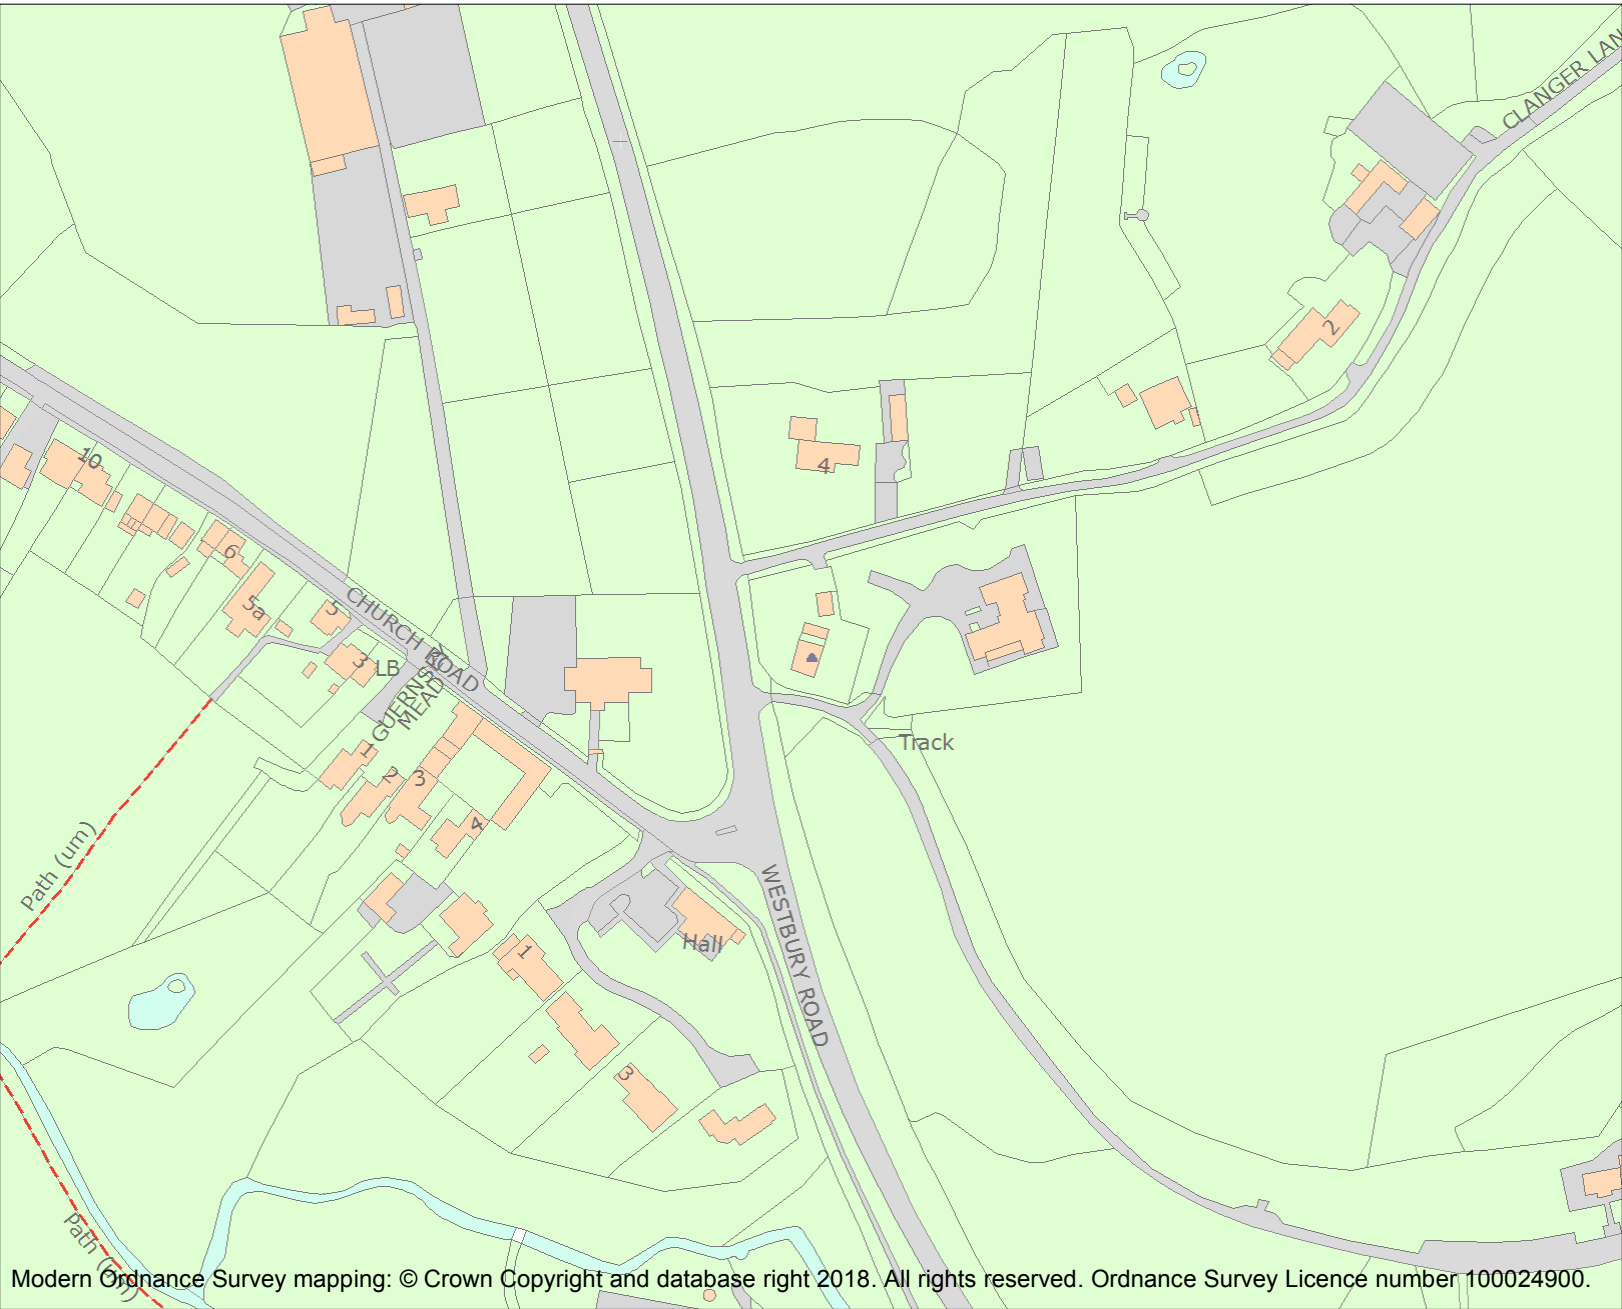 CLANGER LAN
2
4
10
6
5a
5
CHURCH ROAD
3
LB
GUERNSEY
MEAD
1
2
3
4
Track
Path (um)
WESTBURY ROAD
Hall
1
3
Path (um)
Modern Ordnance Survey mapping: © Crown Copyright and database right 2018. All rights reserved. Ordnance Survey Licence number 100024900.